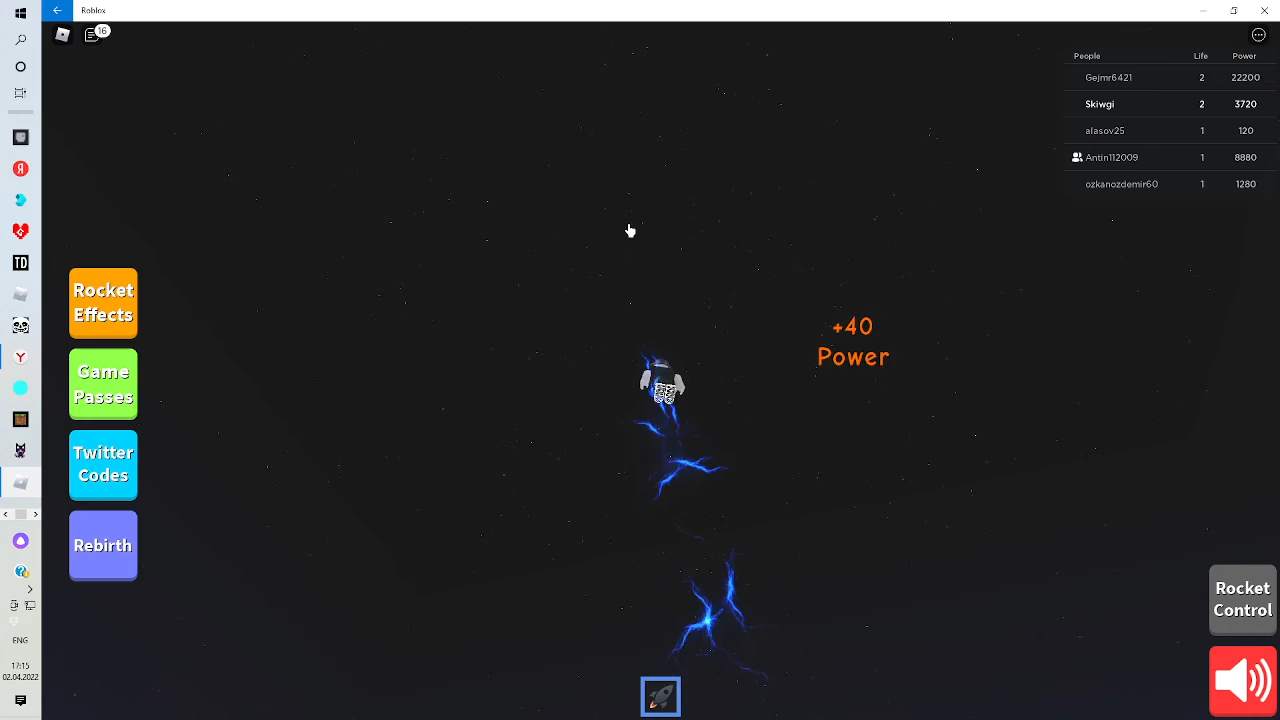 Roblox
16
People Life Power
Gejmr6421 2 22200
Skiwgi 2 3720
alasov25 1 120
Antin112009 1 8880
ozkanozdemir60 1 1280
+40
Power
Rocket
Effects
Game
Passes
Twitter
Codes
Rebirth
Rocket
Control
TD
Я
Y
ENG
17:15
02.04.2022